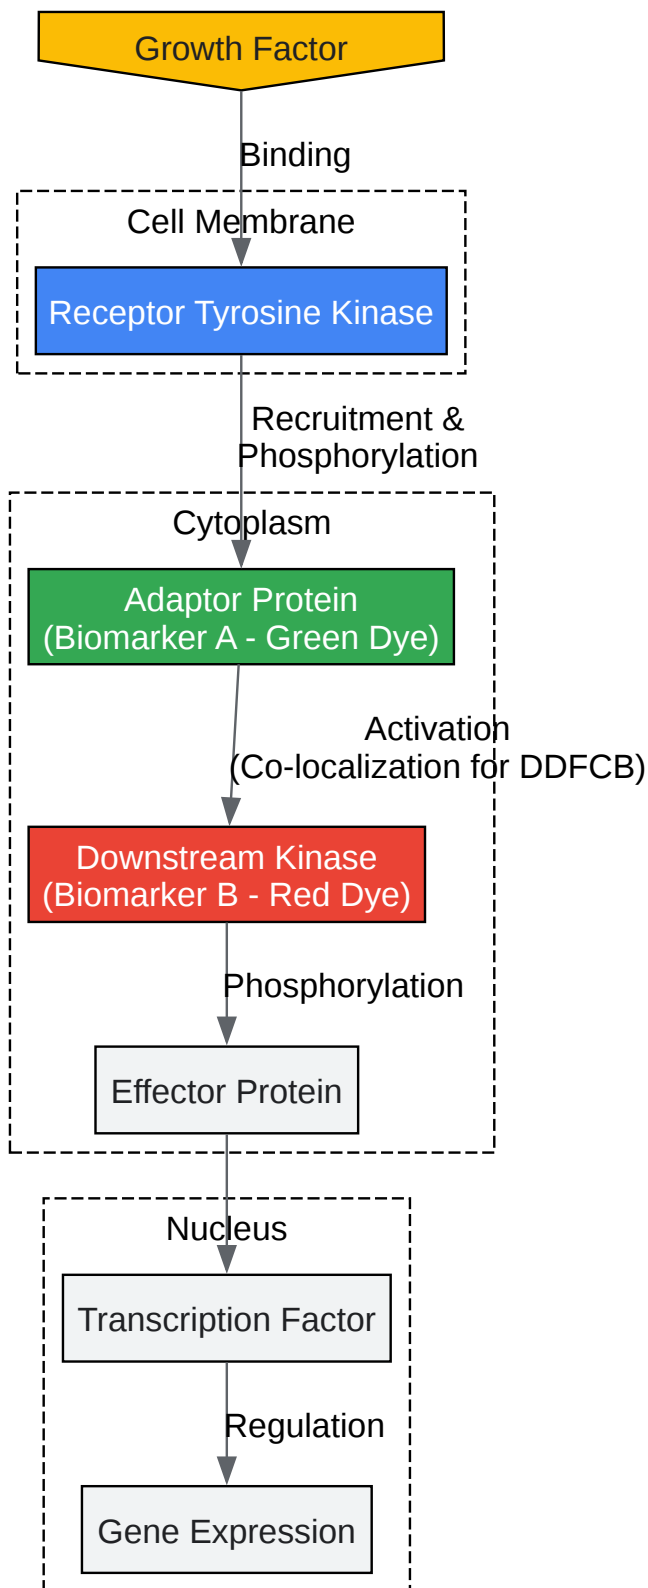 Growth Factor
Binding
Cell Membrane
Receptor Tyrosine Kinase
Recruitment &
Phosphorylation
Cytoplasm
Adaptor Protein
(Biomarker A - Green Dye)
Activation
(Co-localization for DDFCB)
Downstream Kinase
(Biomarker B - Red Dye)
Phosphorylation
Effector Protein
Nucleus
Transcription Factor
Regulation
Gene Expression